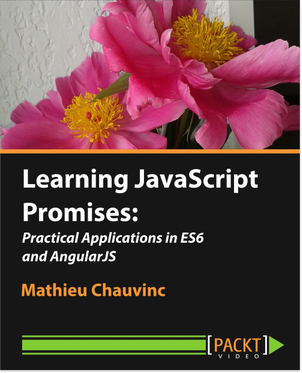 Learning JavaScript
Promises:
Practical Applications in ES6
and AngularJS
Mathieu Chauvinc
[PACKT]
VIDEO